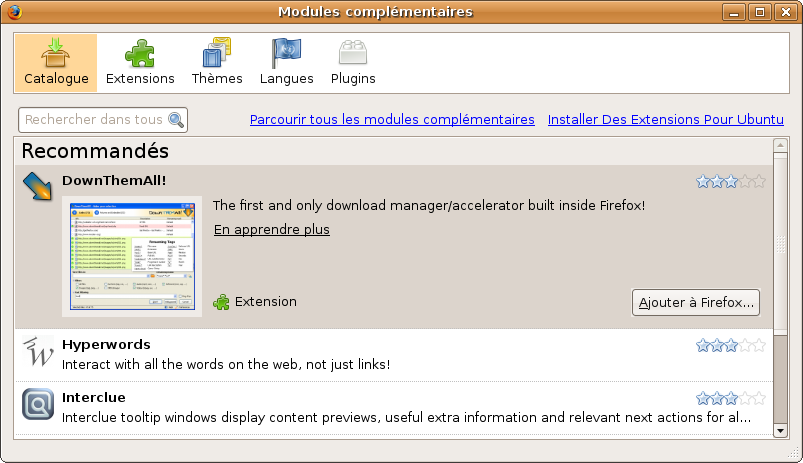 Modules complémentaires
Catalogue Extensions Thèmes Langues Plugins
Rechercher dans tous Parcourir tous les modules complémentaires Installer Des Extensions Pour Ubuntu
Recommandés
DownThemAll!
The first and only download manager/accelerator built inside Firefox!
En apprendre plus
Extension Ajouter à Firefox...
Hyperwords
Interact with all the words on the web, not just links!
Interclue
Interclue tooltip windows display content previews, useful extra information and relevant next actions for al...